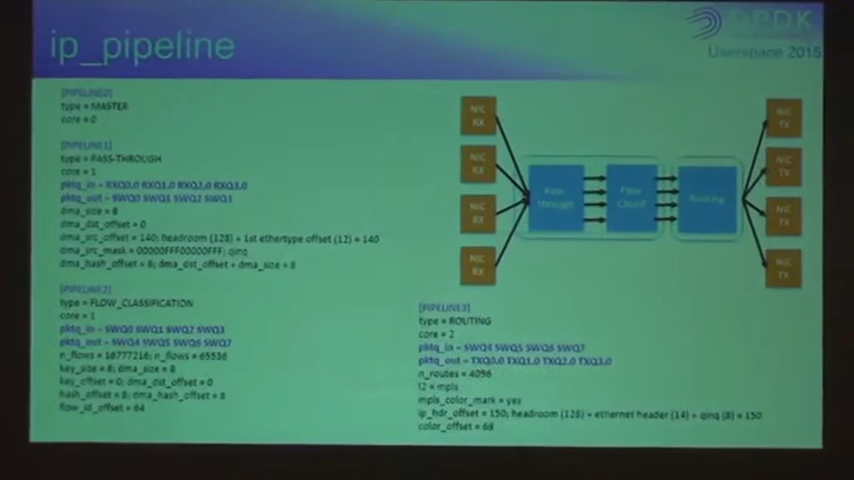 ip_pipeline
DPDK
Userspace 2015
[PIPELINE0]
type = MASTER
core = 0
[PIPELINE1]
type = PASS-THROUGH
core = 1
pktq_in = RXQ0.0 RXQ1.0 RXQ2.0 RXQ3.0
pktq_out = SWQ0 SWQ1 SWQ2 SWQ3
dma_size = 8
dma_dst_offset = 0
dma_src_offset = 140; headroom (128) + 1st ethertype offset (12) = 140
dma_src_mask = 00000FFF00000FFF; qinq
dma_hash_offset = 8; dma_dst_offset + dma_size = 8
[PIPELINE2]
type = FLOW_CLASSIFICATION
core = 1
pktq_in = SWQ0 SWQ1 SWQ2 SWQ3
pktq_out = SWQ4 SWQ5 SWQ6 SWQ7
n_flows = 16777216; n_flows = 65536
key_size = 8; dma_size = 8
key_offset = 0; dma_dst_offset = 0
hash_offset = 8; dma_hash_offset = 8
flow_id_offset = 64
NIC
RX
NIC
RX
NIC
RX
NIC
RX
Pass-
through
Flow
Classif
Routing
NIC
TX
NIC
TX
NIC
TX
NIC
TX
[PIPELINE3]
type = ROUTING
core = 2
pktq_in = SWQ4 SWQ5 SWQ6 SWQ7
pktq_out = TXQ0.0 TXQ1.0 TXQ2.0 TXQ3.0
n_routes = 4096
l2 = mpls
mpls_color_mark = yes
ip_hdr_offset = 150; headroom (128) + ethernet header (14) + qinq (8) = 150
color_offset = 68